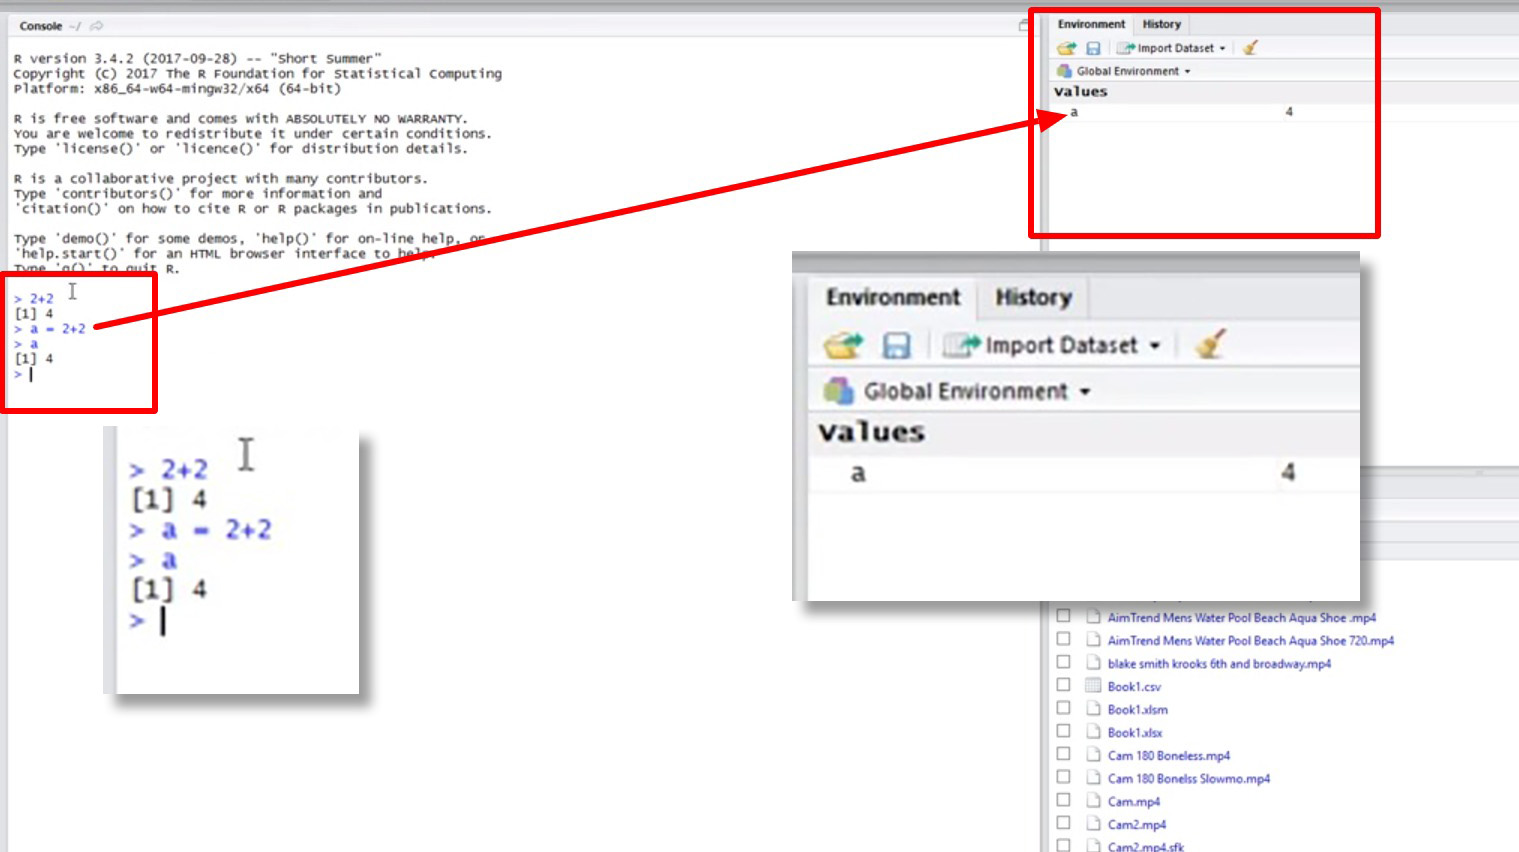 Console ~/
R version 3.4.2 (2017-09-28) -- "Short Summer"
Copyright (C) 2017 The R Foundation for Statistical Computing
Platform: x86_64-w64-mingw32/x64 (64-bit)
R is free software and comes with ABSOLUTELY NO WARRANTY.
You are welcome to redistribute it under certain conditions.
Type 'license()' or 'licence()' for distribution details.
R is a collaborative project with many contributors.
Type 'contributors()' for more information and
'citation()' on how to cite R or R packages in publications.
Type 'demo()' for some demos, 'help()' for on-line help, or
'help.start()' for an HTML browser interface to help.
Type 'q()' to quit R.
> 2+2
[1] 4
> a = 2+2
> a
[1] 4
>
> 2+2
[1] 4
> a = 2+2
> a
[1] 4
>
Environment History
Import Dataset
Global Environment
Values
a 4
Environment History
Import Dataset
Global Environment
Values
a 4
AimTrend Mens Water Pool Beach Aqua Shoe .mp4
AimTrend Mens Water Pool Beach Aqua Shoe 720.mp4
blake smith krooks 6th and broadway.mp4
Book1.csv
Book1.xlsm
Book1.xlsx
Cam 180 Boneless.mp4
Cam 180 Bonelss Slowmo.mp4
Cam.mp4
Cam2.mp4
Cam2.mp4.sfk